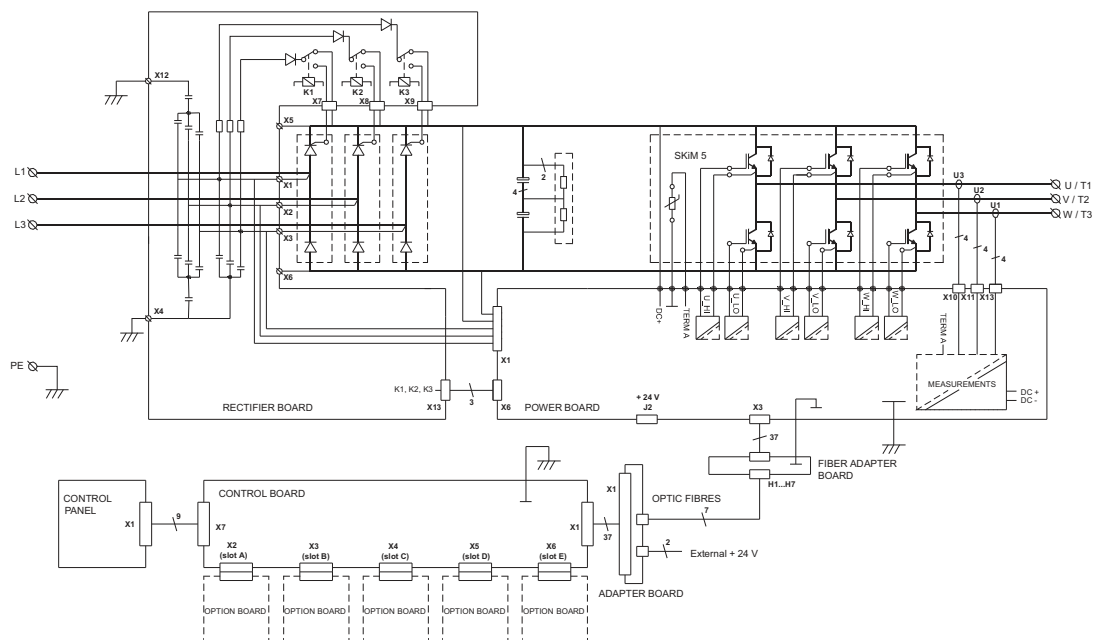 X12
K1
K2
K3
X7
X8
X9
X5
SKiM 5
L1
L2
L3
X1
X2
X3
2
4
U3
U2
U1
U / T1
V / T2
W / T3
4
4
4
X6
X4
DC+
TERM A
U_HI
U_LO
V_HI
V_LO
W_HI
W_LO
X10
X11
X13
TERM A
MEASUREMENTS
DC +
DC -
X1
PE
K1, K2, K3
3
X13
X6
RECTIFIER BOARD
POWER BOARD
+ 24 V
J2
X3
37
FIBER ADAPTER
BOARD
H1...H7
CONTROL
PANEL
X1
9
X7
CONTROL BOARD
X1
37
X1
OPTIC FIBRES
7
2
External + 24 V
ADAPTER BOARD
X2
(slot A)
X3
(slot B)
X4
(slot C)
X5
(slot D)
X6
(slot E)
OPTION BOARD
OPTION BOARD
OPTION BOARD
OPTION BOARD
OPTION BOARD